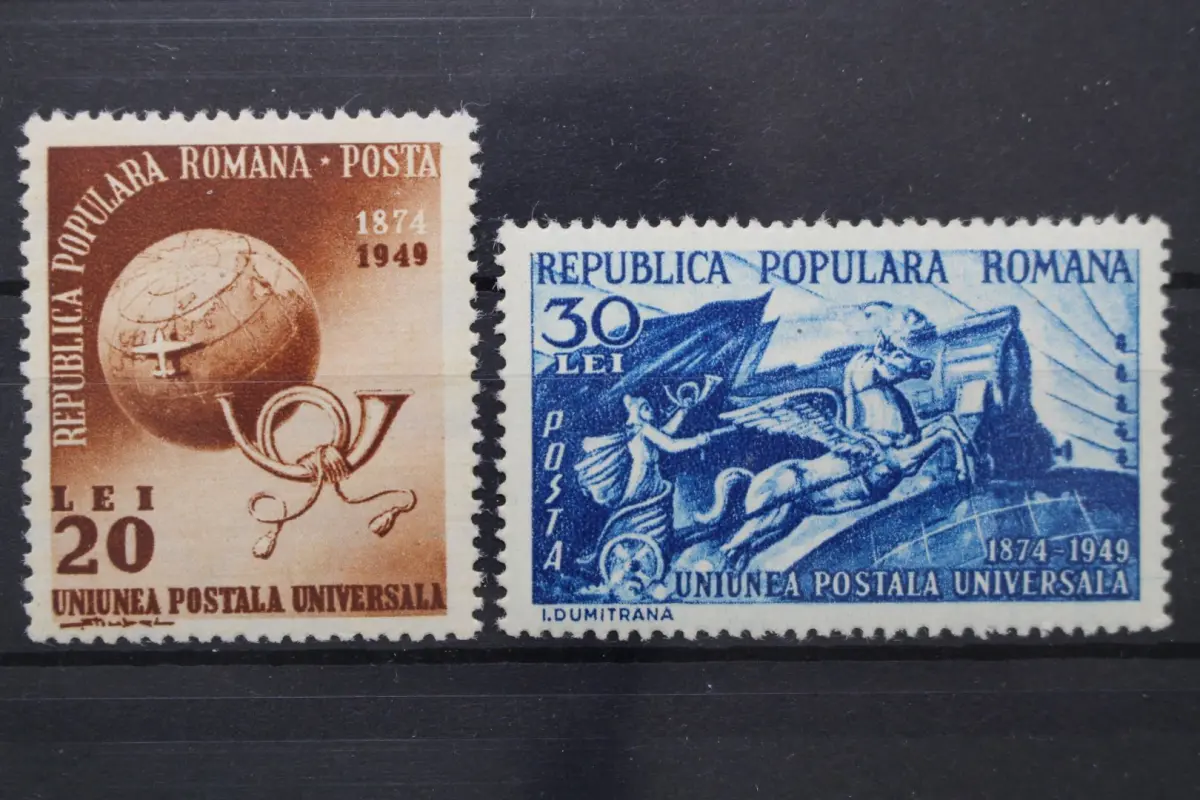 REPUBLICA POPULARA ROMANA * POSTA
1874
1949
LEI
20
UNIUNEA POSTALA UNIVERSALA
REPUBLICA POPULARA ROMANA
30
LEI
POSTA
1874-1949
UNIUNEA POSTALA UNIVERSALA
I.DUMITRANA